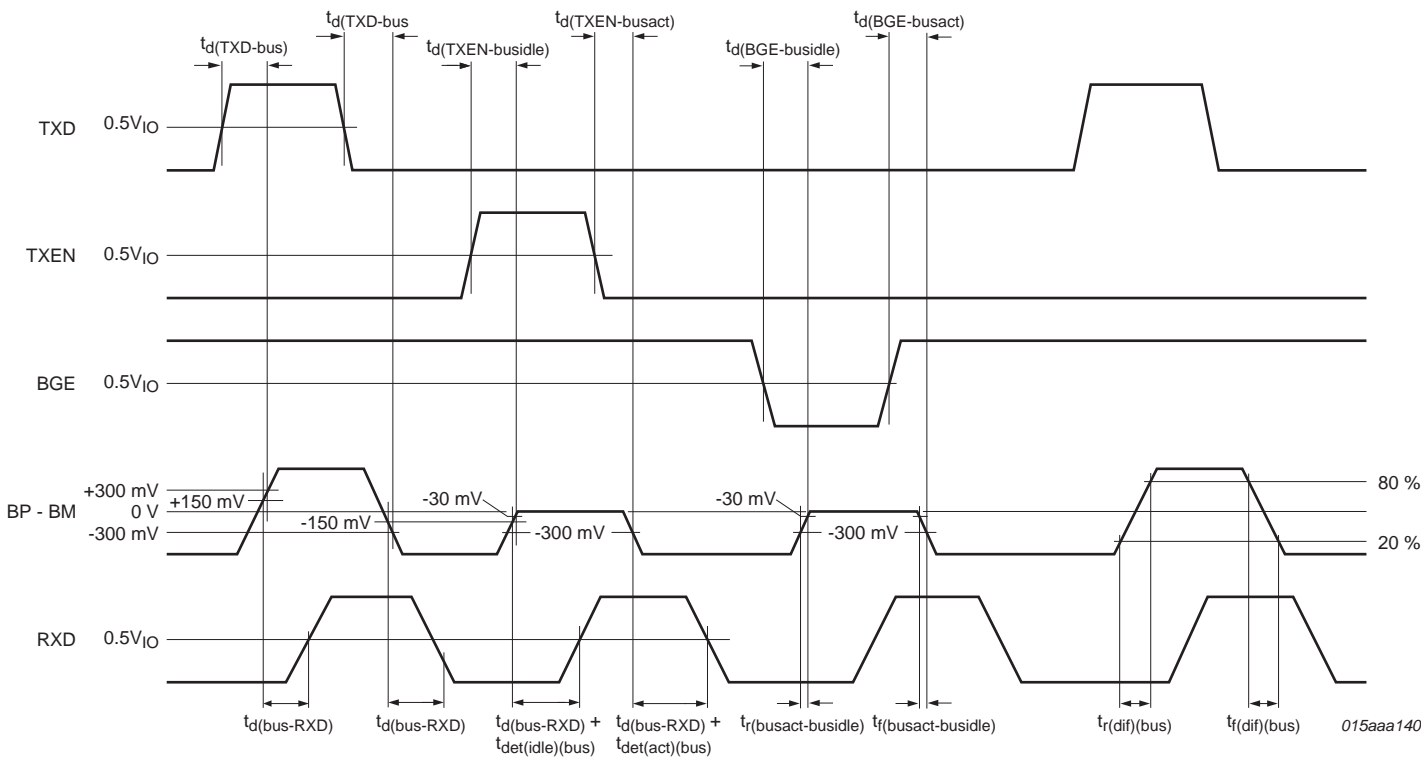 td(TXD-bus
td(TXEN-busact)
td(BGE-busact)
td(TXD-bus)
td(TXEN-busidle)
td(BGE-busidle)
TXD 0.5VIO
TXEN 0.5VIO
BGE 0.5VIO
+300 mV
+150 mV
BP - BM 0 V
-300 mV
-150 mV
-30 mV
-300 mV
-30 mV
-300 mV
80 %
20 %
RXD 0.5VIO
td(bus-RXD)
td(bus-RXD)
td(bus-RXD) +
tdet(idle)(bus)
td(bus-RXD) +
tdet(act)(bus)
tr(busact-busidle)
tf(busact-busidle)
tr(dif)(bus)
tf(dif)(bus)
015aaa140